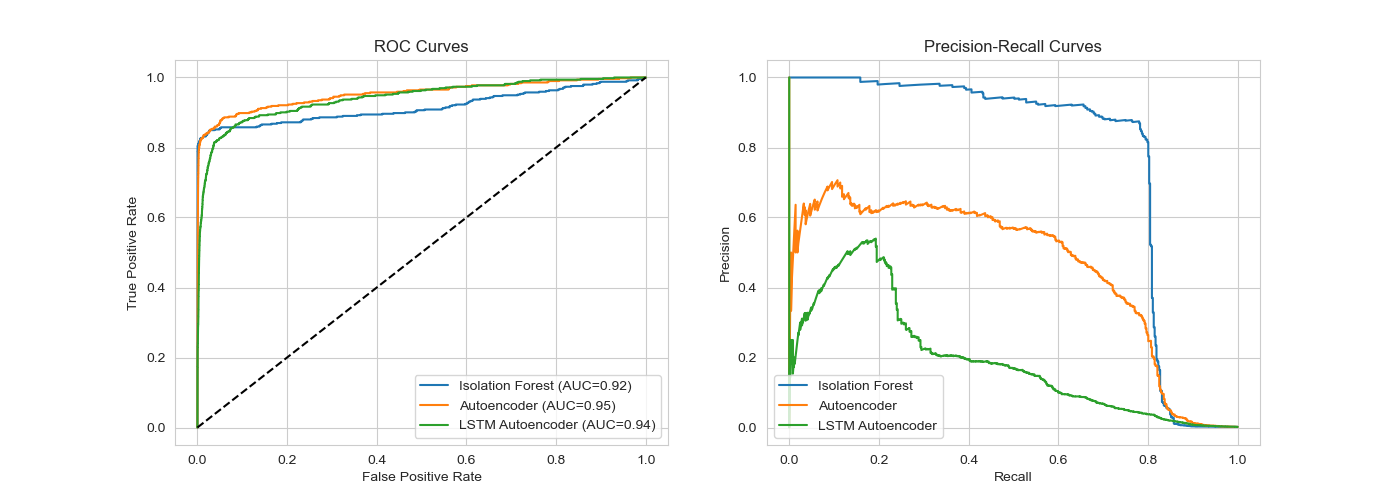 ROC Curves
1.0
0.8
0.6
0.4
0.2
0.0
True Positive Rate
0.0 0.2 0.4 0.6 0.8 1.0
False Positive Rate
Isolation Forest (AUC=0.92)
Autoencoder (AUC=0.95)
LSTM Autoencoder (AUC=0.94)
Precision-Recall Curves
1.0
0.8
0.6
0.4
0.2
0.0
Precision
0.0 0.2 0.4 0.6 0.8 1.0
Recall
Isolation Forest
Autoencoder
LSTM Autoencoder